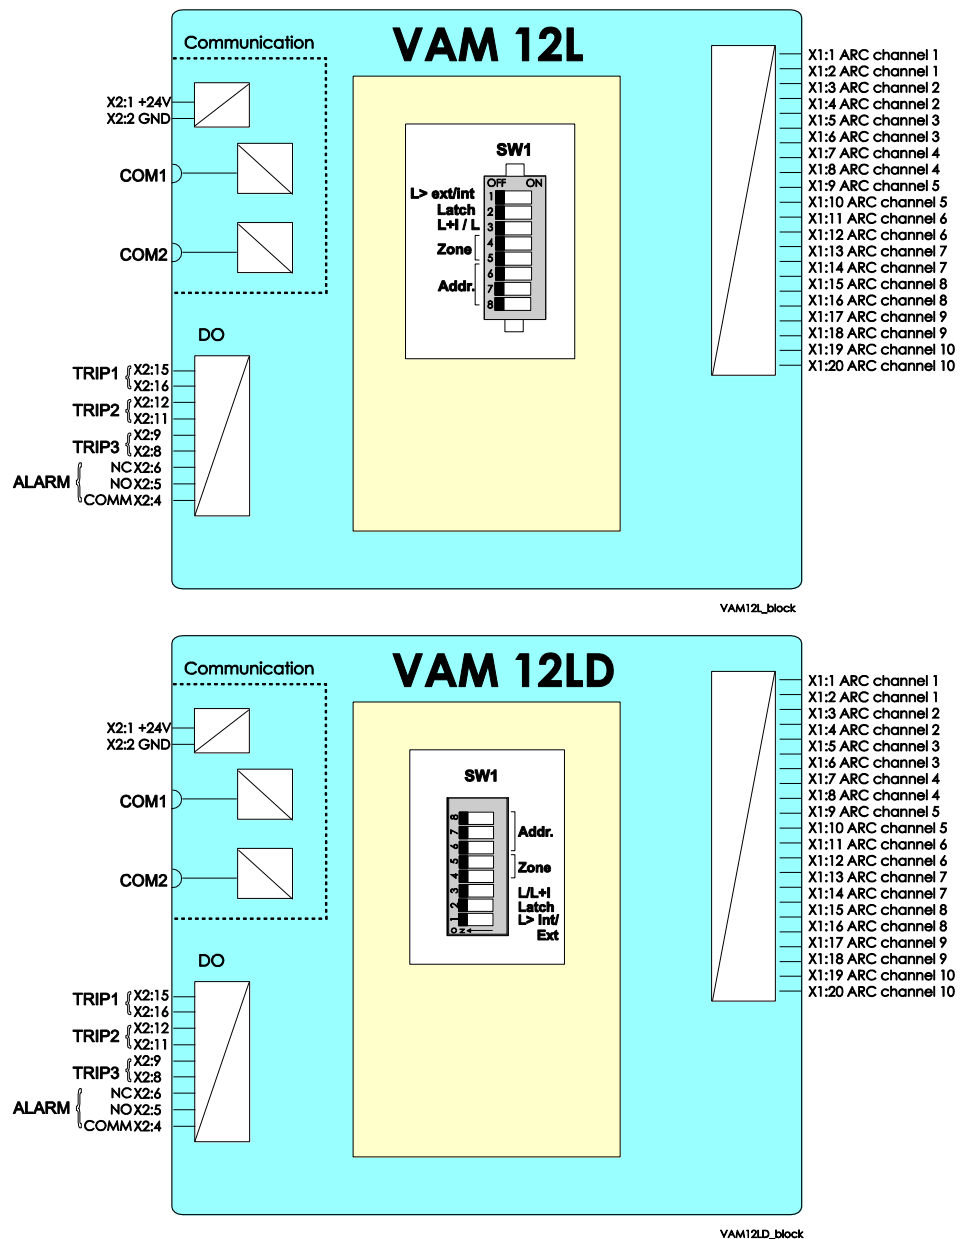 VAM 12L
Communication
X2:1 +24V
X2:2 GND
COM1
COM2
DO
TRIP1
X2:15
X2:16
TRIP2
X2:12
X2:11
TRIP3
X2:9
X2:8
ALARM
NC X2:6
NO X2:5
COMM X2:4
SW1
OFF ON
L> ext/int
1
Latch
2
L+I / L
3
Zone
4
5
Addr.
6
7
8
X1:1 ARC channel 1
X1:2 ARC channel 1
X1:3 ARC channel 2
X1:4 ARC channel 2
X1:5 ARC channel 3
X1:6 ARC channel 3
X1:7 ARC channel 4
X1:8 ARC channel 4
X1:9 ARC channel 5
X1:10 ARC channel 5
X1:11 ARC channel 6
X1:12 ARC channel 6
X1:13 ARC channel 7
X1:14 ARC channel 7
X1:15 ARC channel 8
X1:16 ARC channel 8
X1:17 ARC channel 9
X1:18 ARC channel 9
X1:19 ARC channel 10
X1:20 ARC channel 10
VAM12L_block
VAM 12LD
Communication
X2:1 +24V
X2:2 GND
COM1
COM2
DO
TRIP1
X2:15
X2:16
TRIP2
X2:12
X2:11
TRIP3
X2:9
X2:8
ALARM
NC X2:6
NO X2:5
COMM X2:4
SW1
8
7
Addr.
6
5
Zone
4
3
L/L+I
2
Latch
1
L> Int/
Ext
ON
X1:1 ARC channel 1
X1:2 ARC channel 1
X1:3 ARC channel 2
X1:4 ARC channel 2
X1:5 ARC channel 3
X1:6 ARC channel 3
X1:7 ARC channel 4
X1:8 ARC channel 4
X1:9 ARC channel 5
X1:10 ARC channel 5
X1:11 ARC channel 6
X1:12 ARC channel 6
X1:13 ARC channel 7
X1:14 ARC channel 7
X1:15 ARC channel 8
X1:16 ARC channel 8
X1:17 ARC channel 9
X1:18 ARC channel 9
X1:19 ARC channel 10
X1:20 ARC channel 10
VAM12LD_block